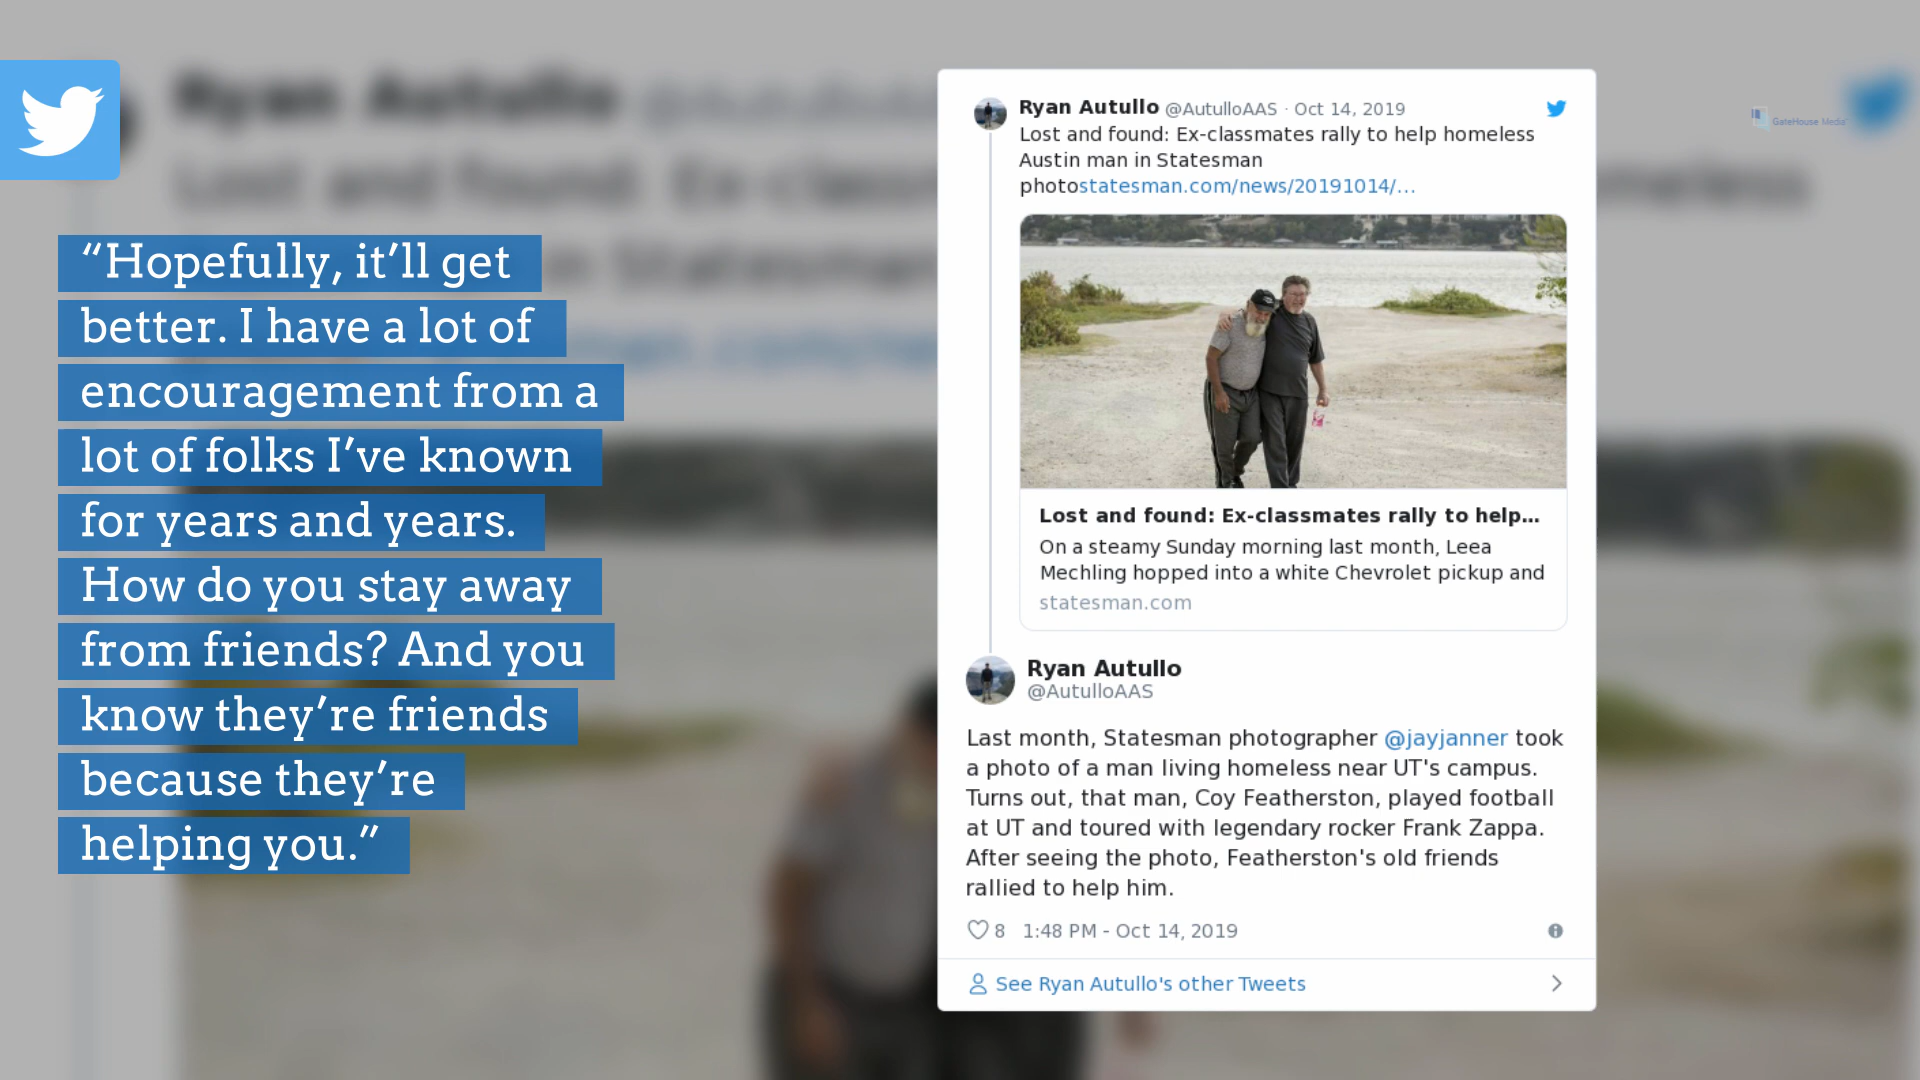 “Hopefully, it’ll get
better. I have a lot of
encouragement from a
lot of folks I’ve known
for years and years.
How do you stay away
from friends? And you
know they’re friends
because they’re
helping you.”
Ryan Autullo @AutulloAAS · Oct 14, 2019
Lost and found: Ex-classmates rally to help homeless
Austin man in Statesman
photostatesman.com/news/20191014/…
Lost and found: Ex-classmates rally to help...
On a steamy Sunday morning last month, Leea
Mechling hopped into a white Chevrolet pickup and
statesman.com
Ryan Autullo
@AutulloAAS
Last month, Statesman photographer @jayjanner took
a photo of a man living homeless near UT's campus.
Turns out, that man, Coy Featherston, played football
at UT and toured with legendary rocker Frank Zappa.
After seeing the photo, Featherston's old friends
rallied to help him.
8 1:48 PM - Oct 14, 2019
See Ryan Autullo's other Tweets
GateHouse Media